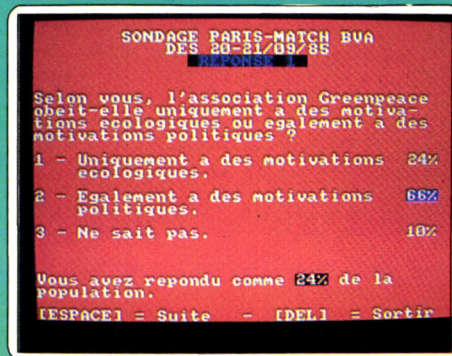 SONDAGE PARIS-MATCH BVA
DES 20-21/09/85
REPONSE 1
Selon vous, l'association Greenpeace
obeit-elle uniquement a des motiva-
tions ecologiques ou egalement a des
motivations politiques ?
1 - Uniquement a des motivations 24%
ecologiques.
2 - Egalement a des motivations 66%
politiques.
3 - Ne sait pas. 10%
Vous avez repondu comme 24% de la
population.
[ESPACE] = Suite - [DEL] = Sortir